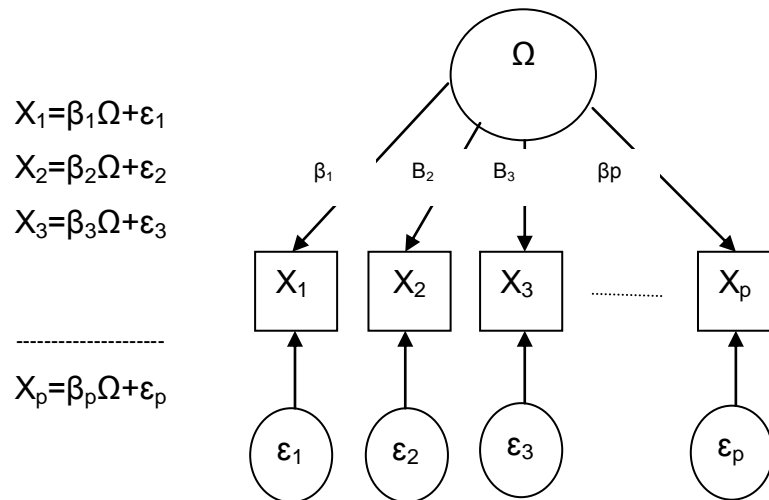 Ω
X₁=β₁Ω+ε₁
X₂=β₂Ω+ε₂
X₃=β₃Ω+ε₃
----------------------
Xₚ=βₚΩ+εₚ
β₁ B₂ B₃ βp
X₁ X₂ X₃ .............. Xₚ
ε₁ ε₂ ε₃ εₚ